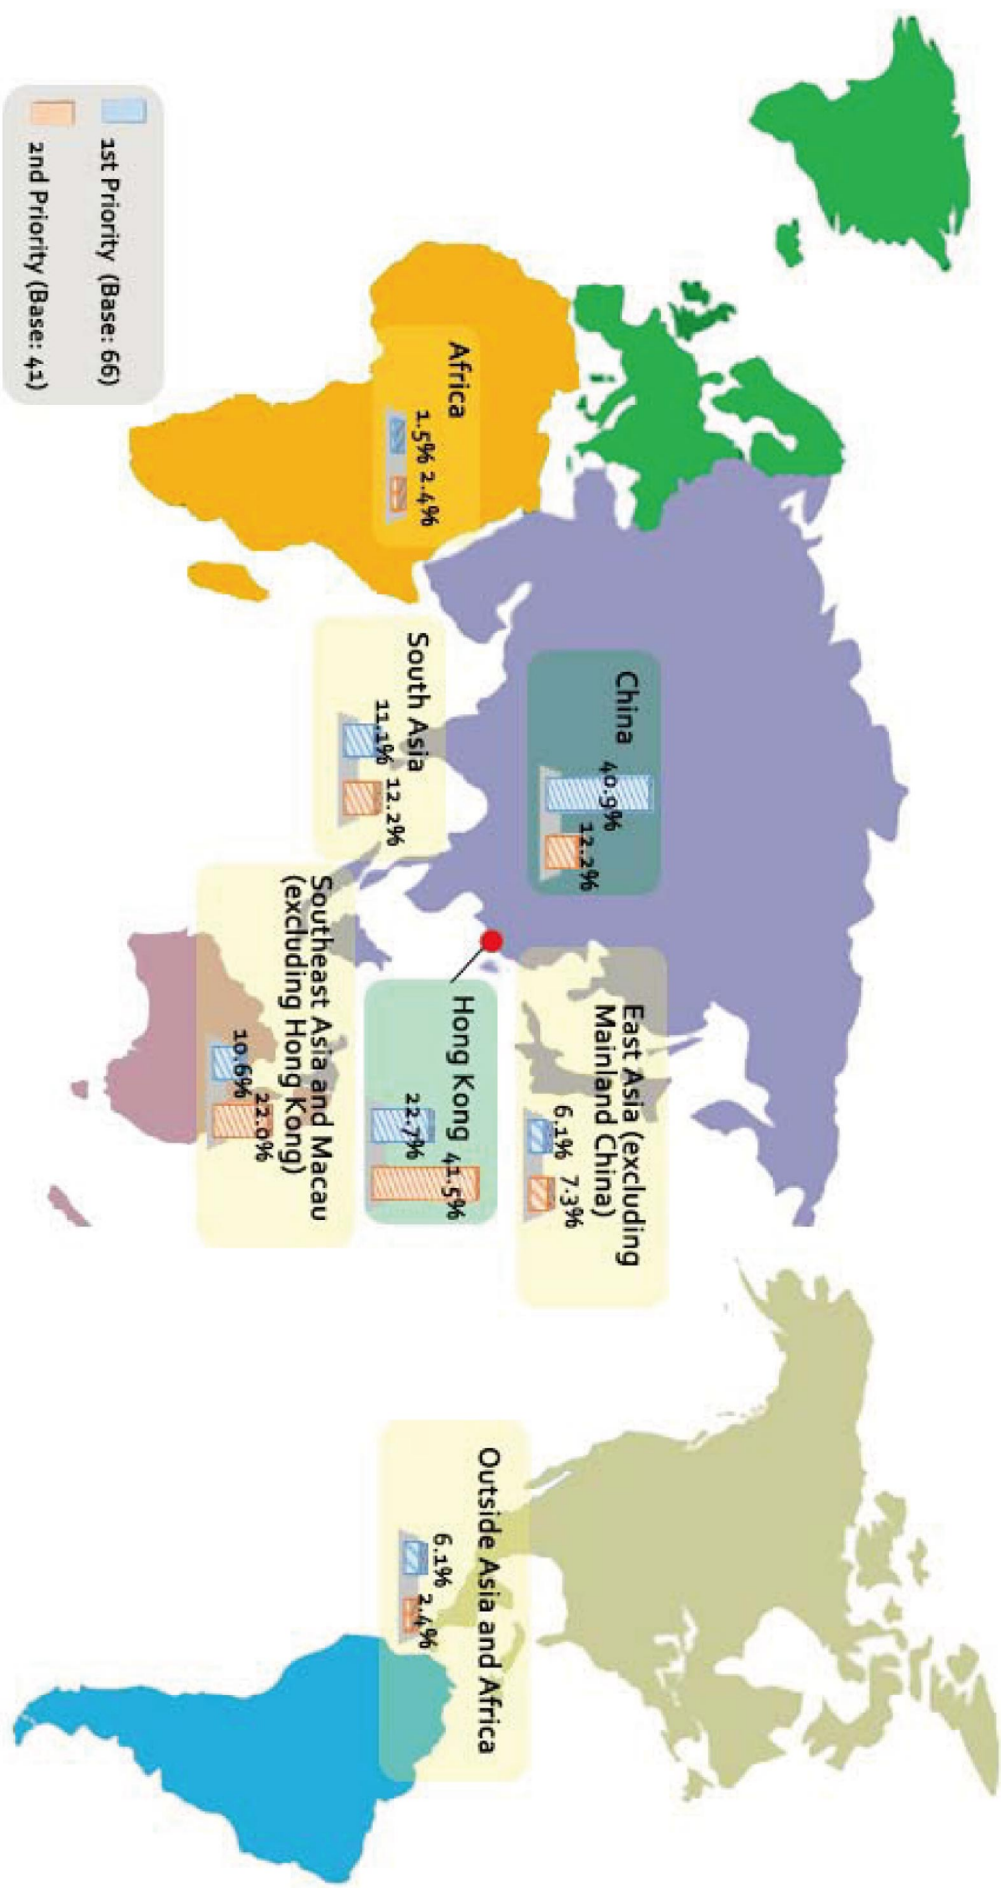 Africa
1.5% 2.4%
South Asia
11.1%
12.2%
China
40.9%
12.2%
East Asia (excluding
Mainland China)
6.1% 7.3%
Hong Kong
22.7%
41.5%
Southeast Asia and Macau
(excluding Hong Kong)
10.6%
22.0%
Outside Asia and Africa
6.1%
2.4%
1st Priority (Base: 66)
2nd Priority (Base: 41)